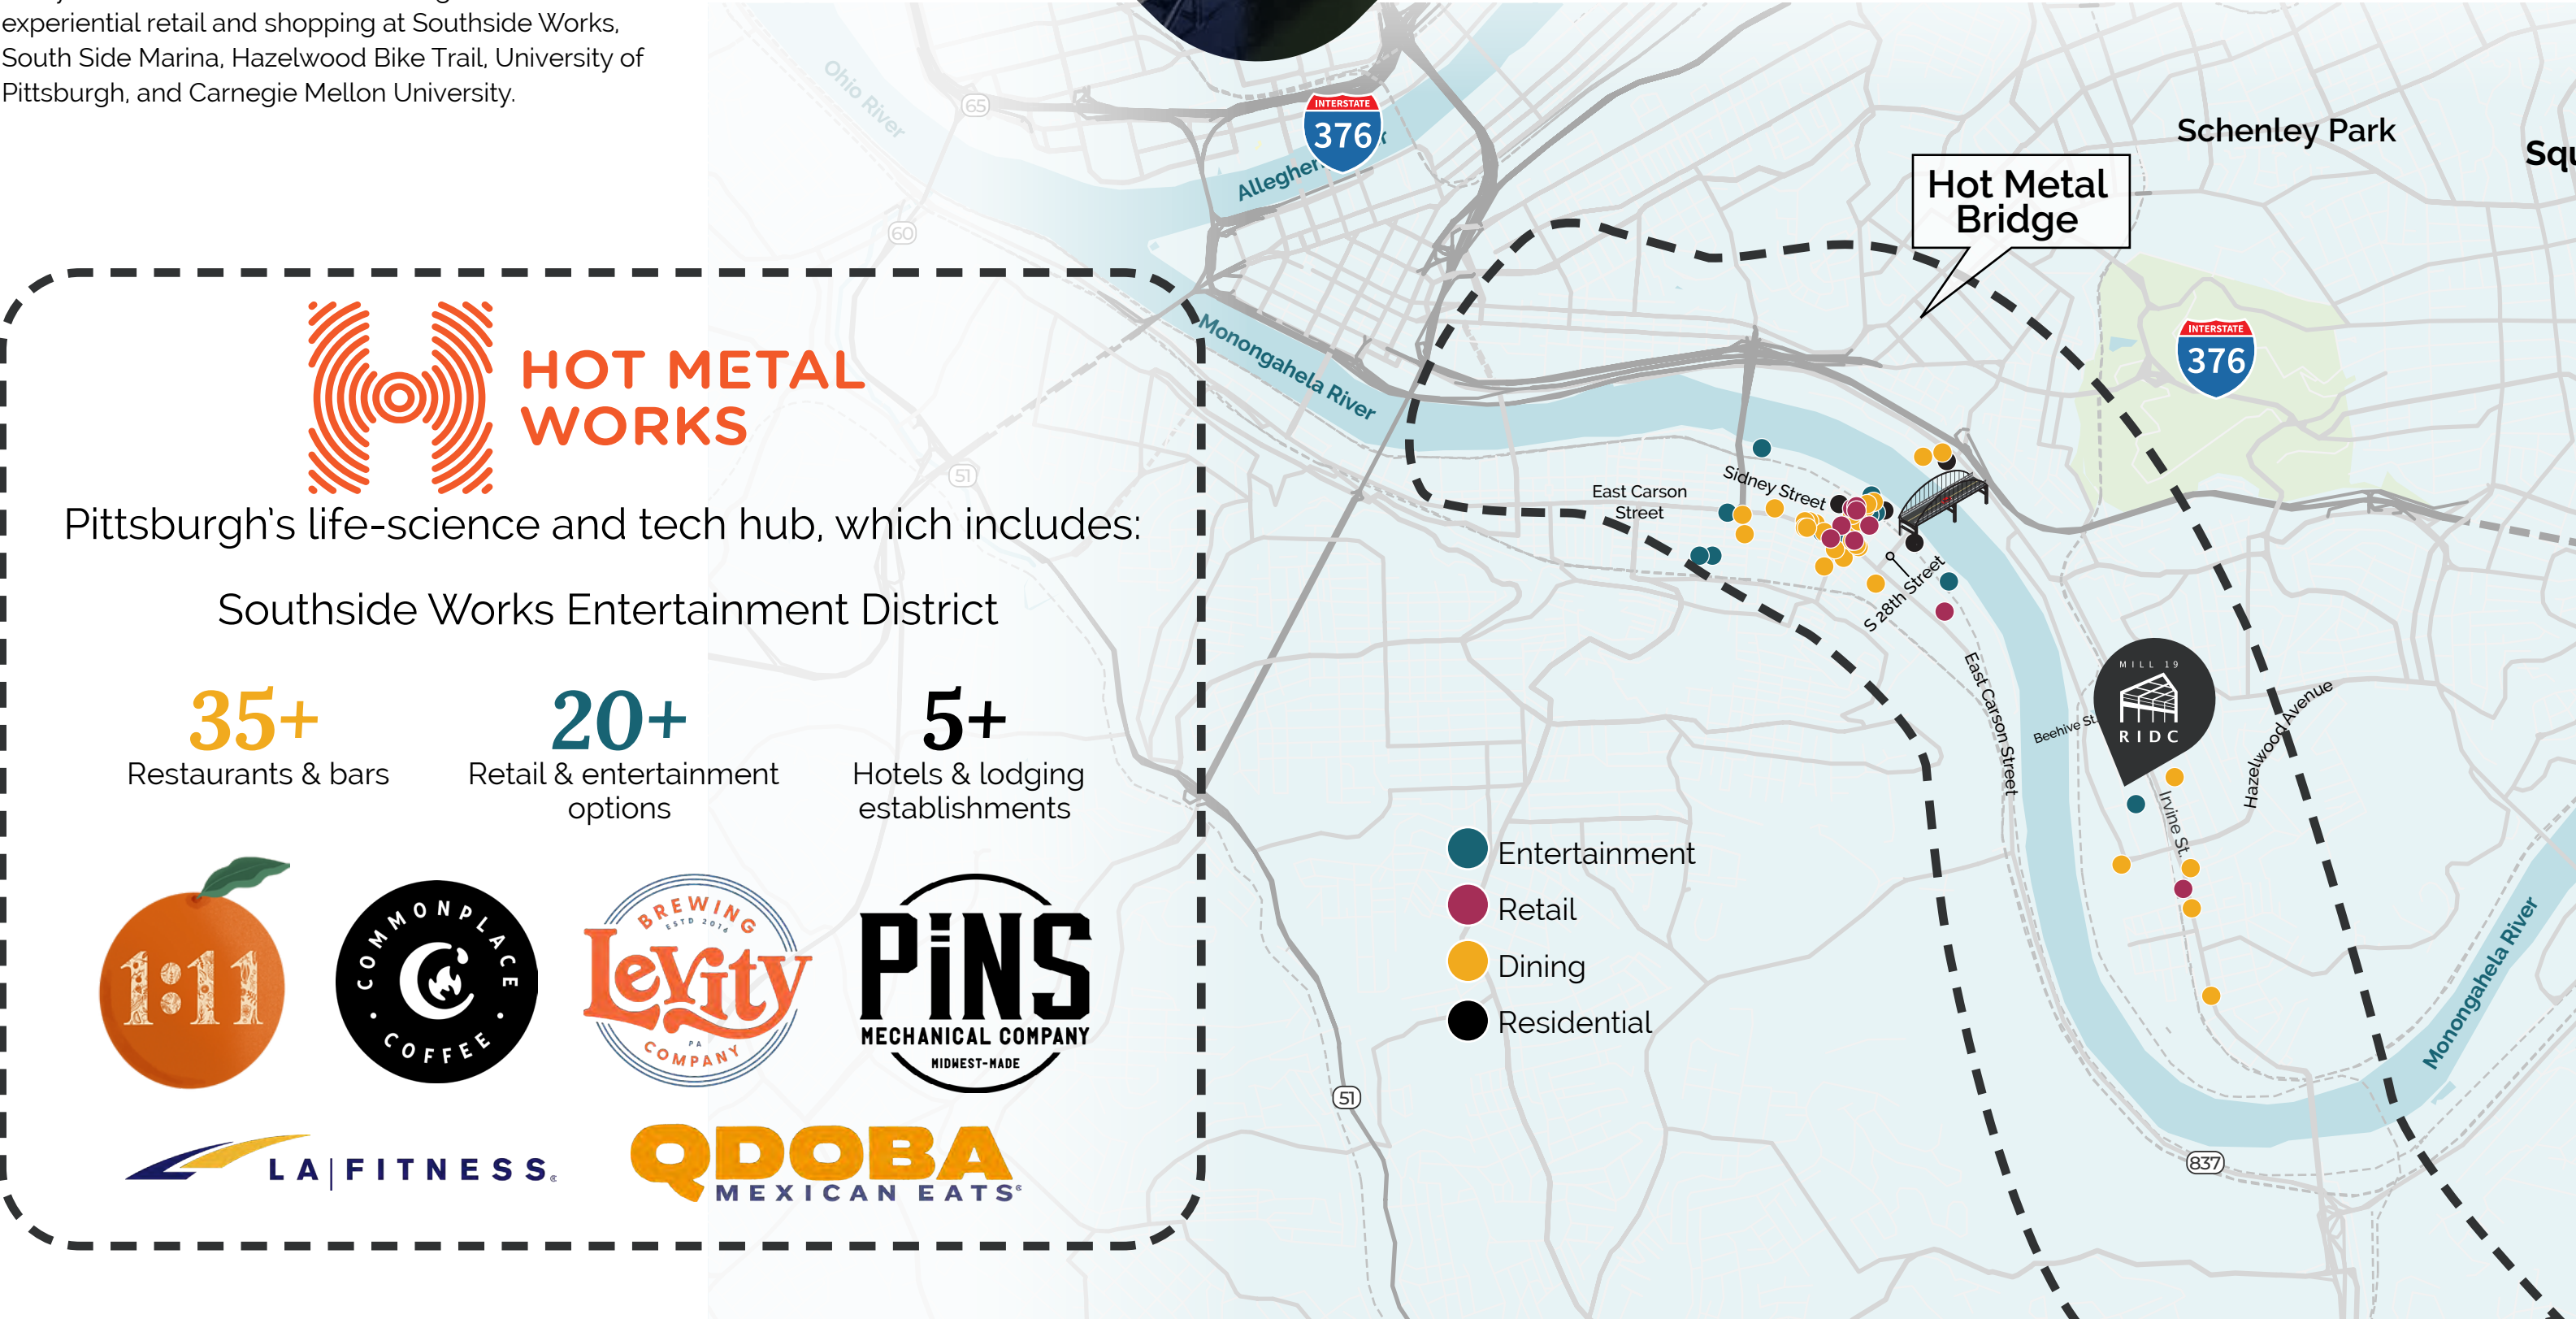 experiential retail and shopping at Southside Works,
South Side Marina, Hazelwood Bike Trail, University of
Pittsburgh, and Carnegie Mellon University.
HOT METAL
WORKS
Pittsburgh's life-science and tech hub, which includes:
Southside Works Entertainment District
35+
Restaurants & bars
20+
Retail & entertainment
options
5+
Hotels & lodging
establishments
1:11
COMMONPLACE
COFFEE
BREWING
ESTD 2016
Levity
PA
COMPANY
PiNS
MECHANICAL COMPANY
MIDWEST-MADE
LA|FITNESS
QDOBA
MEXICAN EATS
Ohio River
65
60
51
INTERSTATE
376
Monongahela River
Hot Metal
Bridge
Schenley Park
INTERSTATE
376
East Carson
Street
Sidney Street
S 28th Street
East Carson Street
Beehive St.
MILL 19
RIDC
Hazelwood Avenue
Irvine St.
Monongahela River
Entertainment
Retail
Dining
Residential
51
837